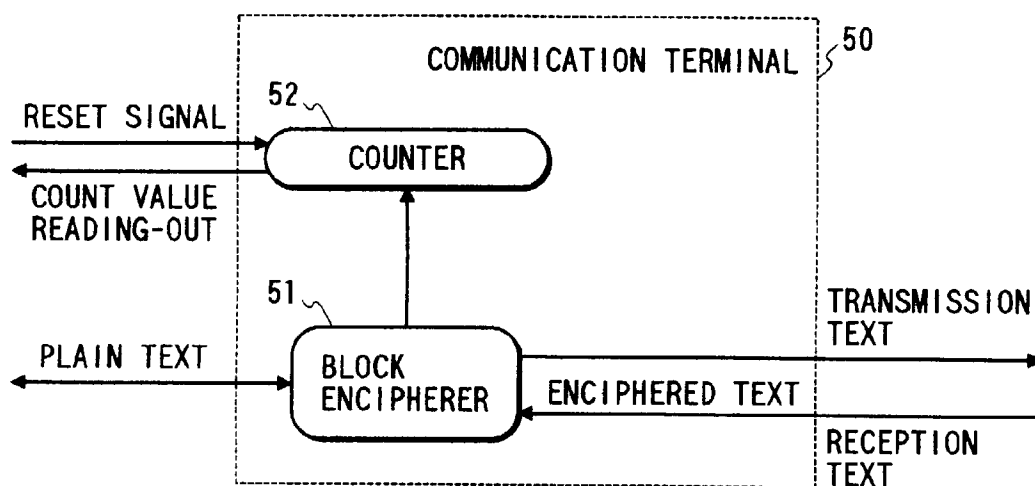 COMMUNICATION TERMINAL
50
52
RESET SIGNAL
COUNTER
COUNT VALUE
READING-OUT
51
TRANSMISSION
TEXT
PLAIN TEXT
BLOCK
ENCIPHERER
ENCIPHERED TEXT
RECEPTION
TEXT